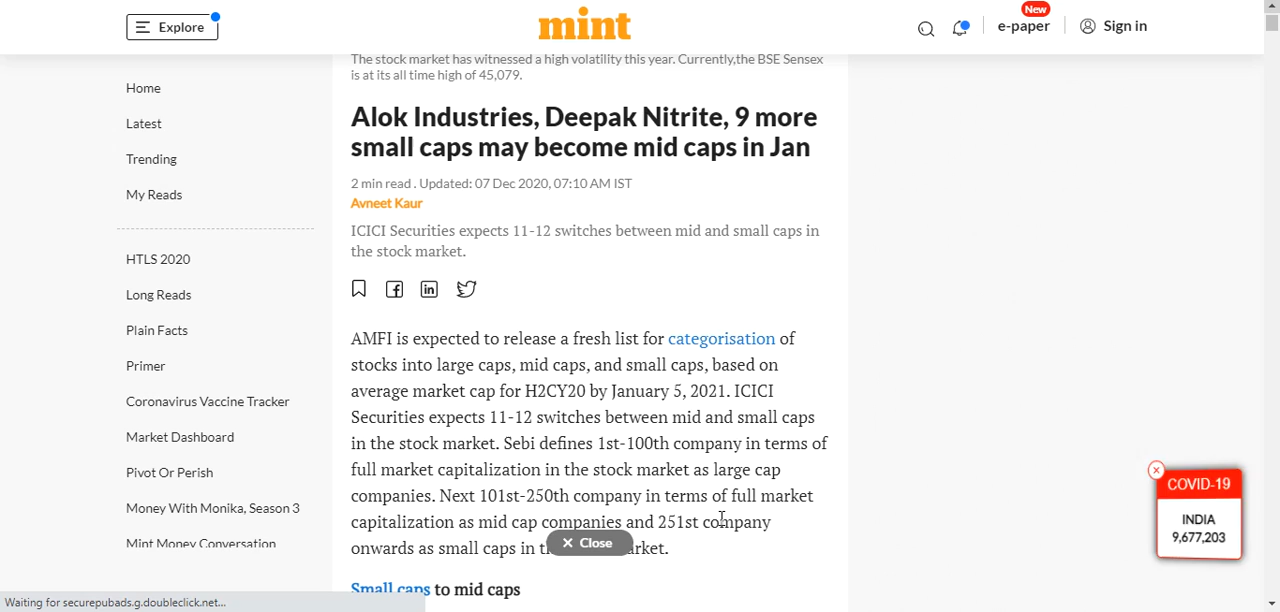 Explore
mint
New
e-paper
Sign in
Home
Latest
Trending
My Reads
HTLS 2020
Long Reads
Plain Facts
Primer
Coronavirus Vaccine Tracker
Market Dashboard
Pivot Or Perish
Money With Monika, Season 3
Mint Money Conversation
The stock market has witnessed a high volatility this year. Currently,the BSE Sensex
is at its all time high of 45,079.
Alok Industries, Deepak Nitrite, 9 more
small caps may become mid caps in Jan
2 min read . Updated: 07 Dec 2020, 07:10 AM IST
Avneet Kaur
ICICI Securities expects 11-12 switches between mid and small caps in
the stock market.
AMFI is expected to release a fresh list for categorisation of
stocks into large caps, mid caps, and small caps, based on
average market cap for H2CY20 by January 5, 2021. ICICI
Securities expects 11-12 switches between mid and small caps
in the stock market. Sebi defines 1st-100th company in terms of
full market capitalization in the stock market as large cap
companies. Next 101st-250th company in terms of full market
capitalization as mid cap companies and 251st company
onwards as small caps in
Close
Small caps to mid caps
COVID-19
INDIA
9,677,203
Waiting for securepubads.g.doubleclick.net...